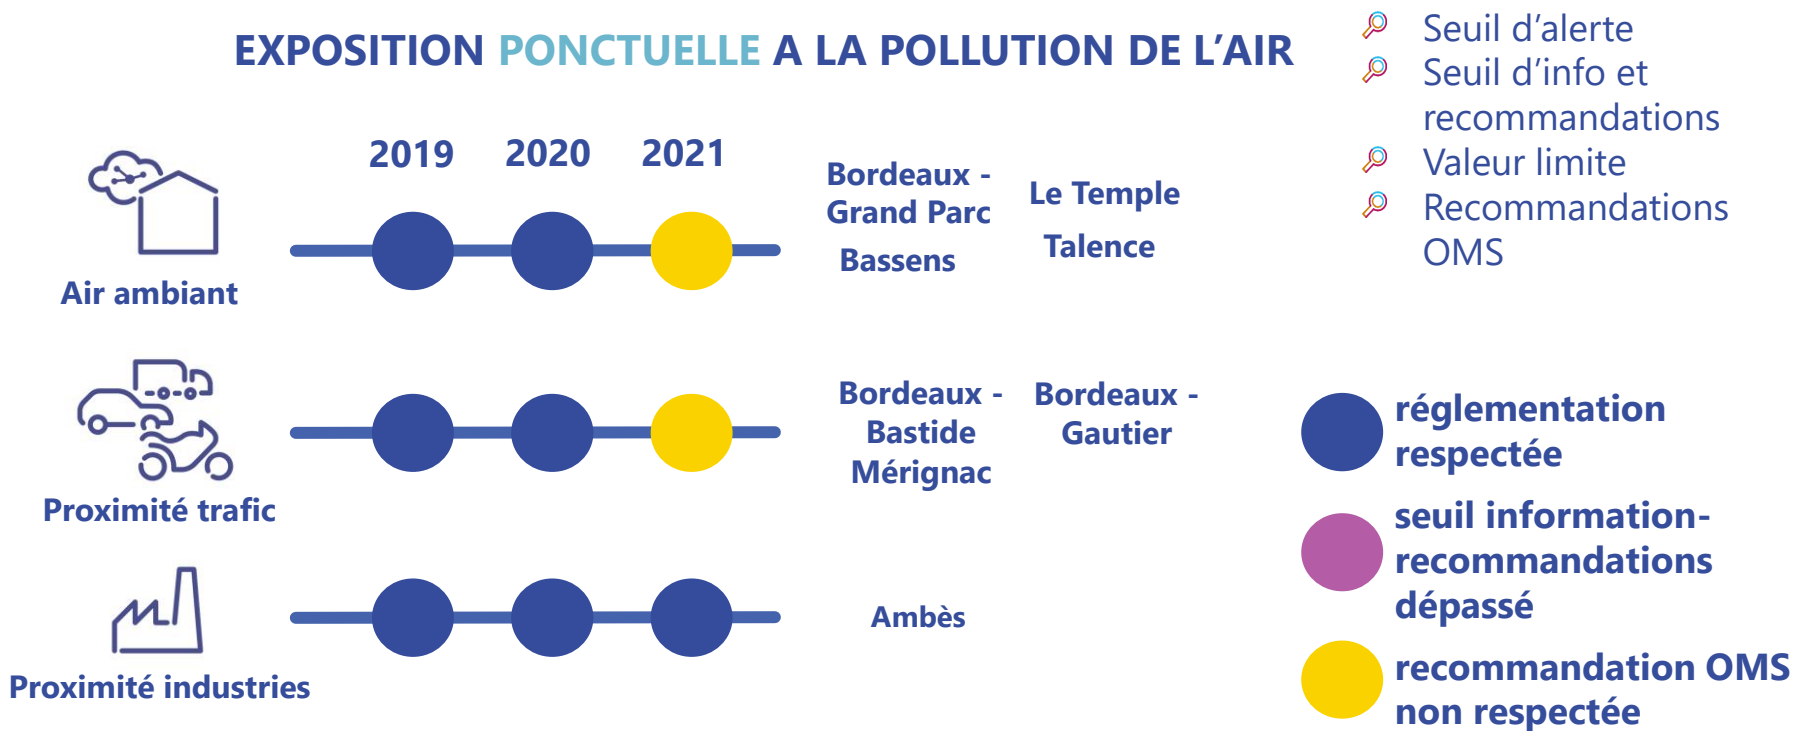 EXPOSITION PONCTUELLE A LA POLLUTION DE L’AIR
Seuil d’alerte
Seuil d’info et
recommandations
Valeur limite
Recommandations
OMS
2019 2020 2021
Air ambiant
Bordeaux -
Grand Parc
Bassens
Le Temple
Talence
Proximité trafic
Bordeaux -
Bastide
Mérignac
Bordeaux -
Gautier
Proximité industries
Ambès
réglementation
respectée
seuil information-
recommandations
dépassé
recommandation OMS
non respectée